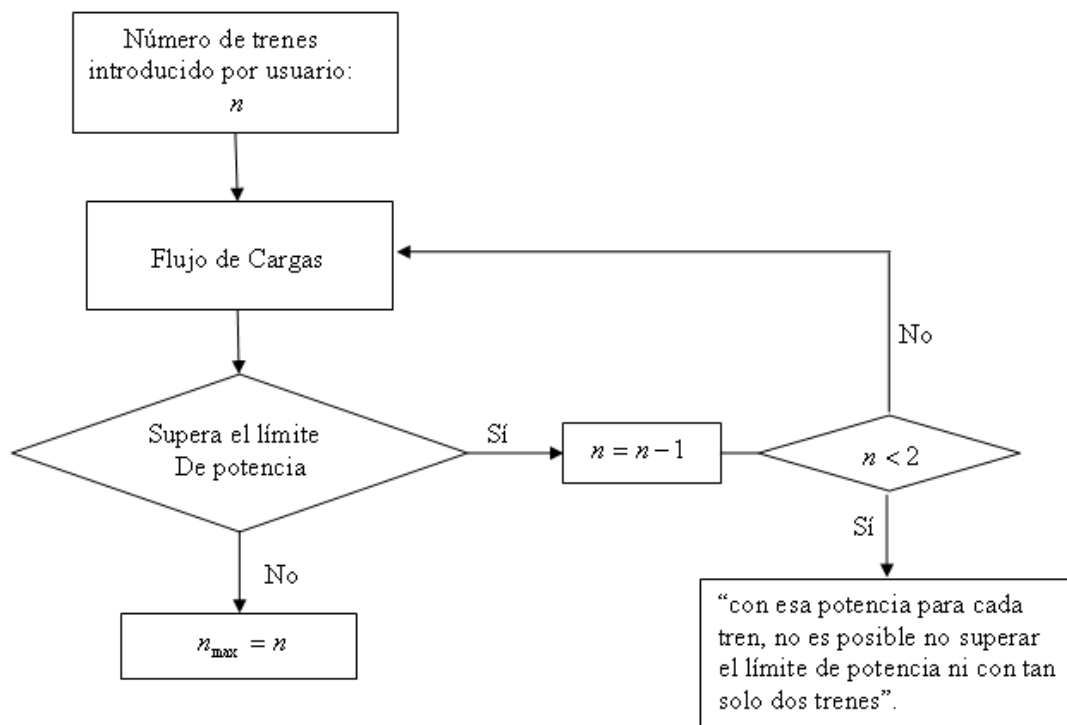 Número de trenes
introducido por usuario:
n
Flujo de Cargas
No
Supera el límite
De potencia
Sí
n = n − 1
n < 2
Sí
No
n_max = n
“con esa potencia para cada
tren, no es posible no superar
el límite de potencia ni con tan
solo dos trenes”.